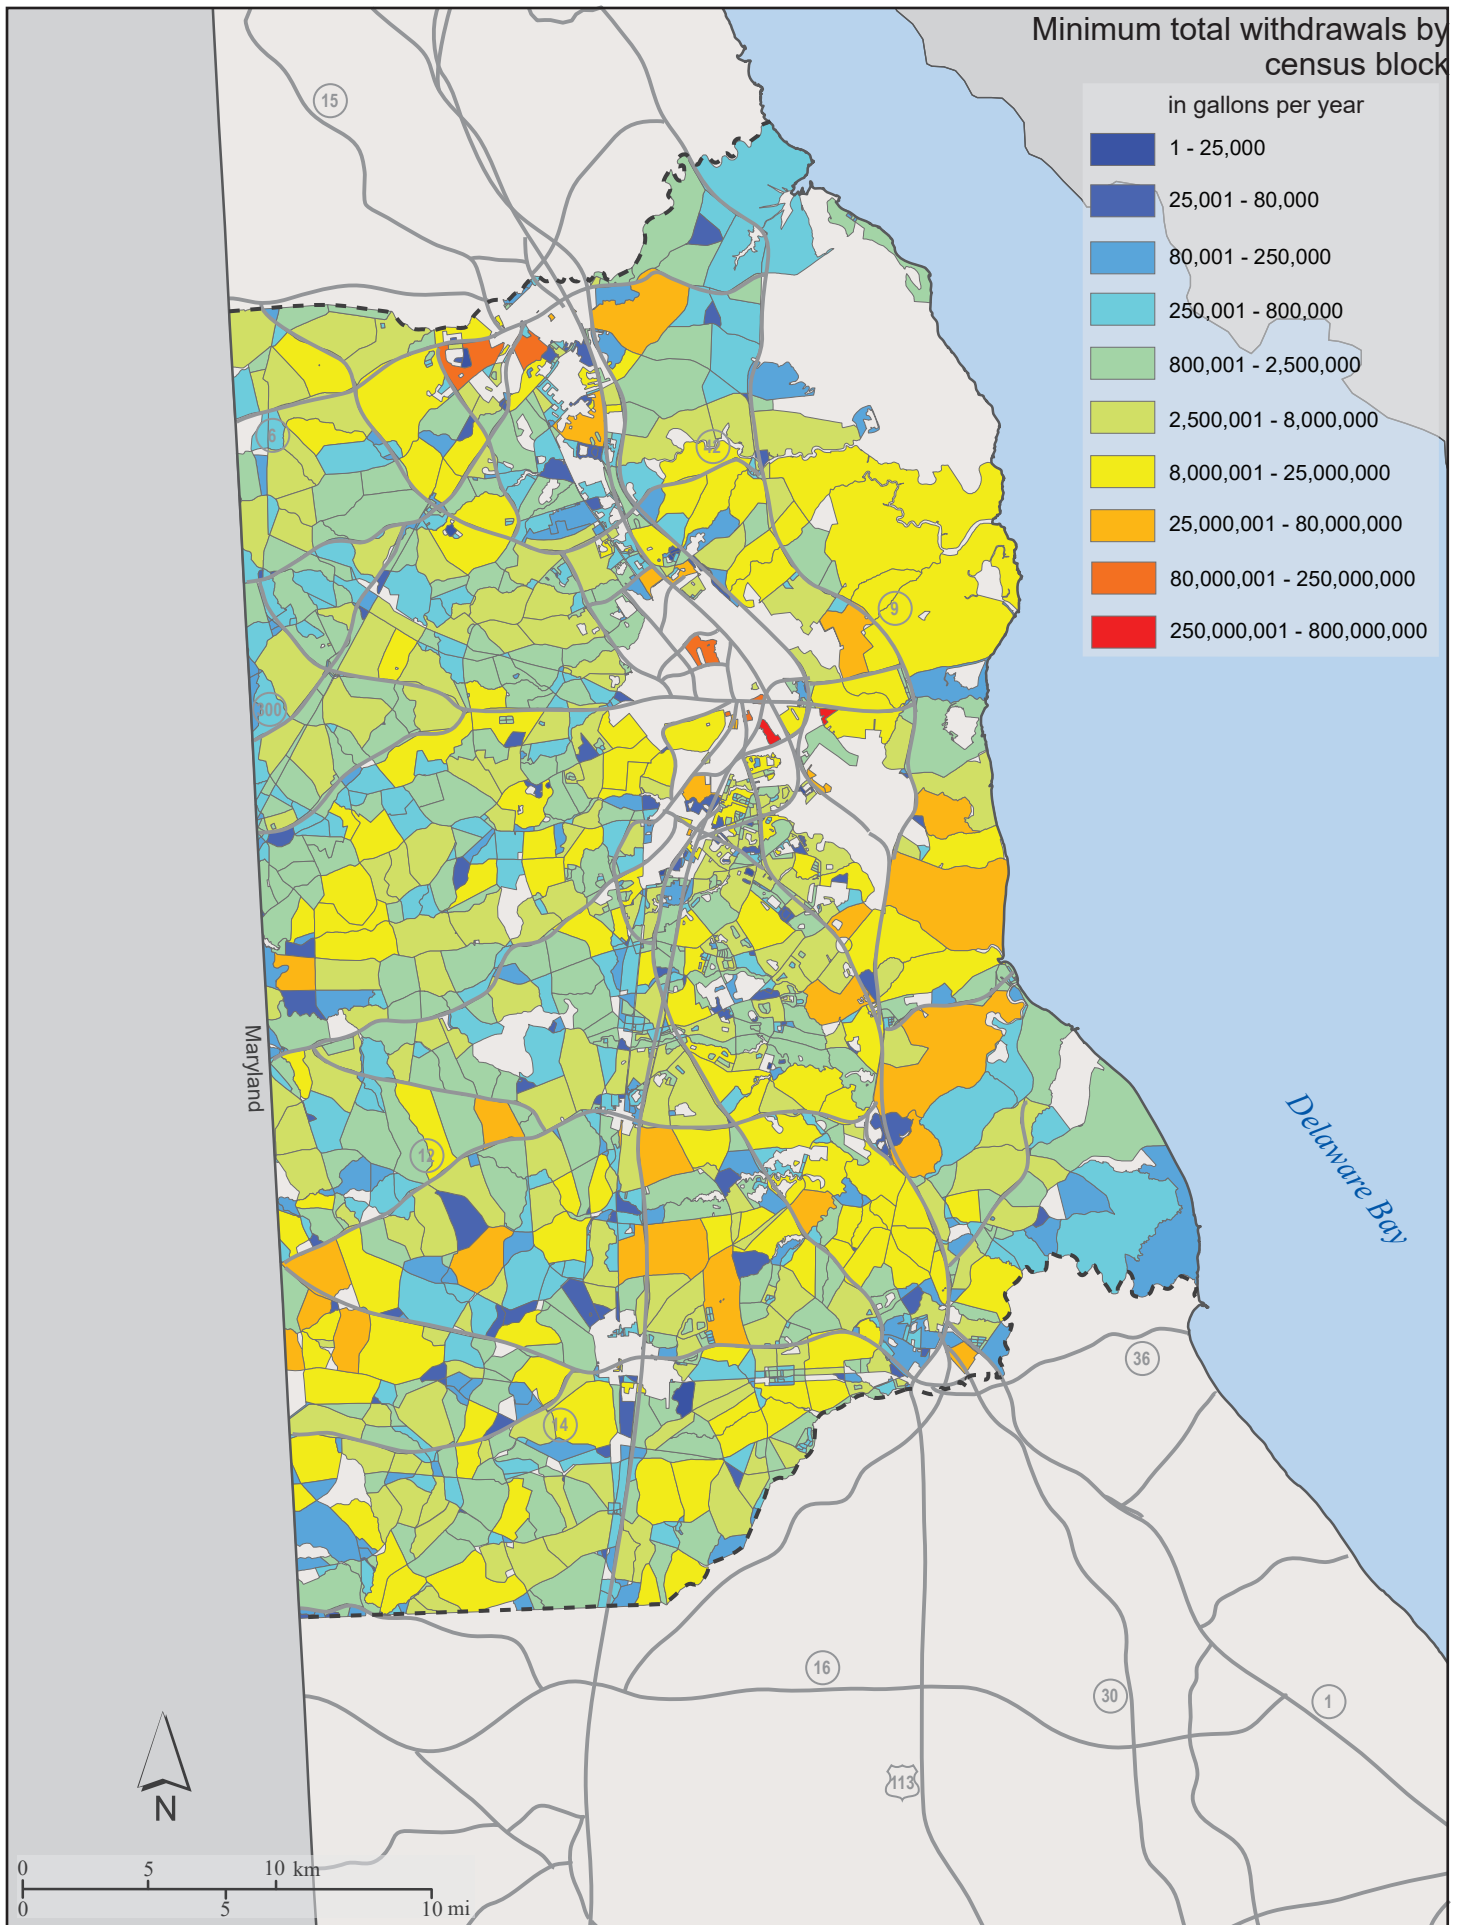 Minimum total withdrawals by
census block
in gallons per year
1 - 25,000
25,001 - 80,000
80,001 - 250,000
250,001 - 800,000
800,001 - 2,500,000
2,500,001 - 8,000,000
8,000,001 - 25,000,000
25,000,001 - 80,000,000
80,000,001 - 250,000,000
250,000,001 - 800,000,000
15
6
42
9
300
Maryland
12
Delaware Bay
36
14
16
30
1
113
N
0 5 10 km
0 5 10 mi